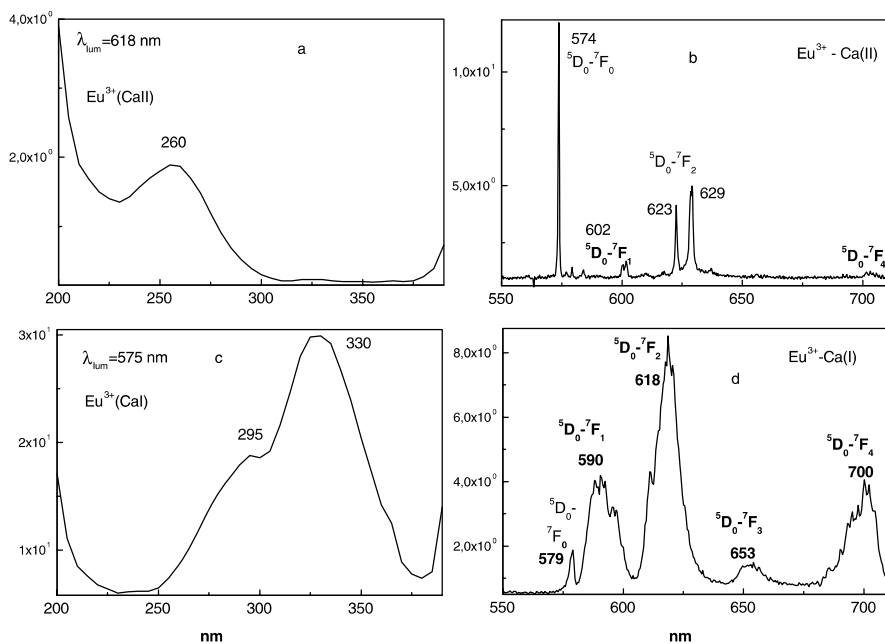 4,0x10⁰
2,0x10⁰
λlum=618 nm
a
Eu³⁺(CaII)
260
200 250 300 350
1,0x10¹
5,0x10⁰
574
⁵D₀-⁷F₀
b
Eu³⁺ - Ca(II)
⁵D₀-⁷F₂
623
629
602
⁵D₀-⁷F₁
⁵D₀-⁷F₄
550 600 650 700
3x10¹
2x10¹
1x10¹
λlum=575 nm
c
330
Eu³⁺(CaI)
295
200 250 300 350
nm
8,0x10⁰
6,0x10⁰
4,0x10⁰
2,0x10⁰
⁵D₀-⁷F₂
618
d
Eu³⁺-Ca(I)
⁵D₀-⁷F₁
590
⁵D₀-⁷F₄
700
⁵D₀-
⁷F₀
579
⁵D₀-⁷F₃
653
550 600 650 700
nm